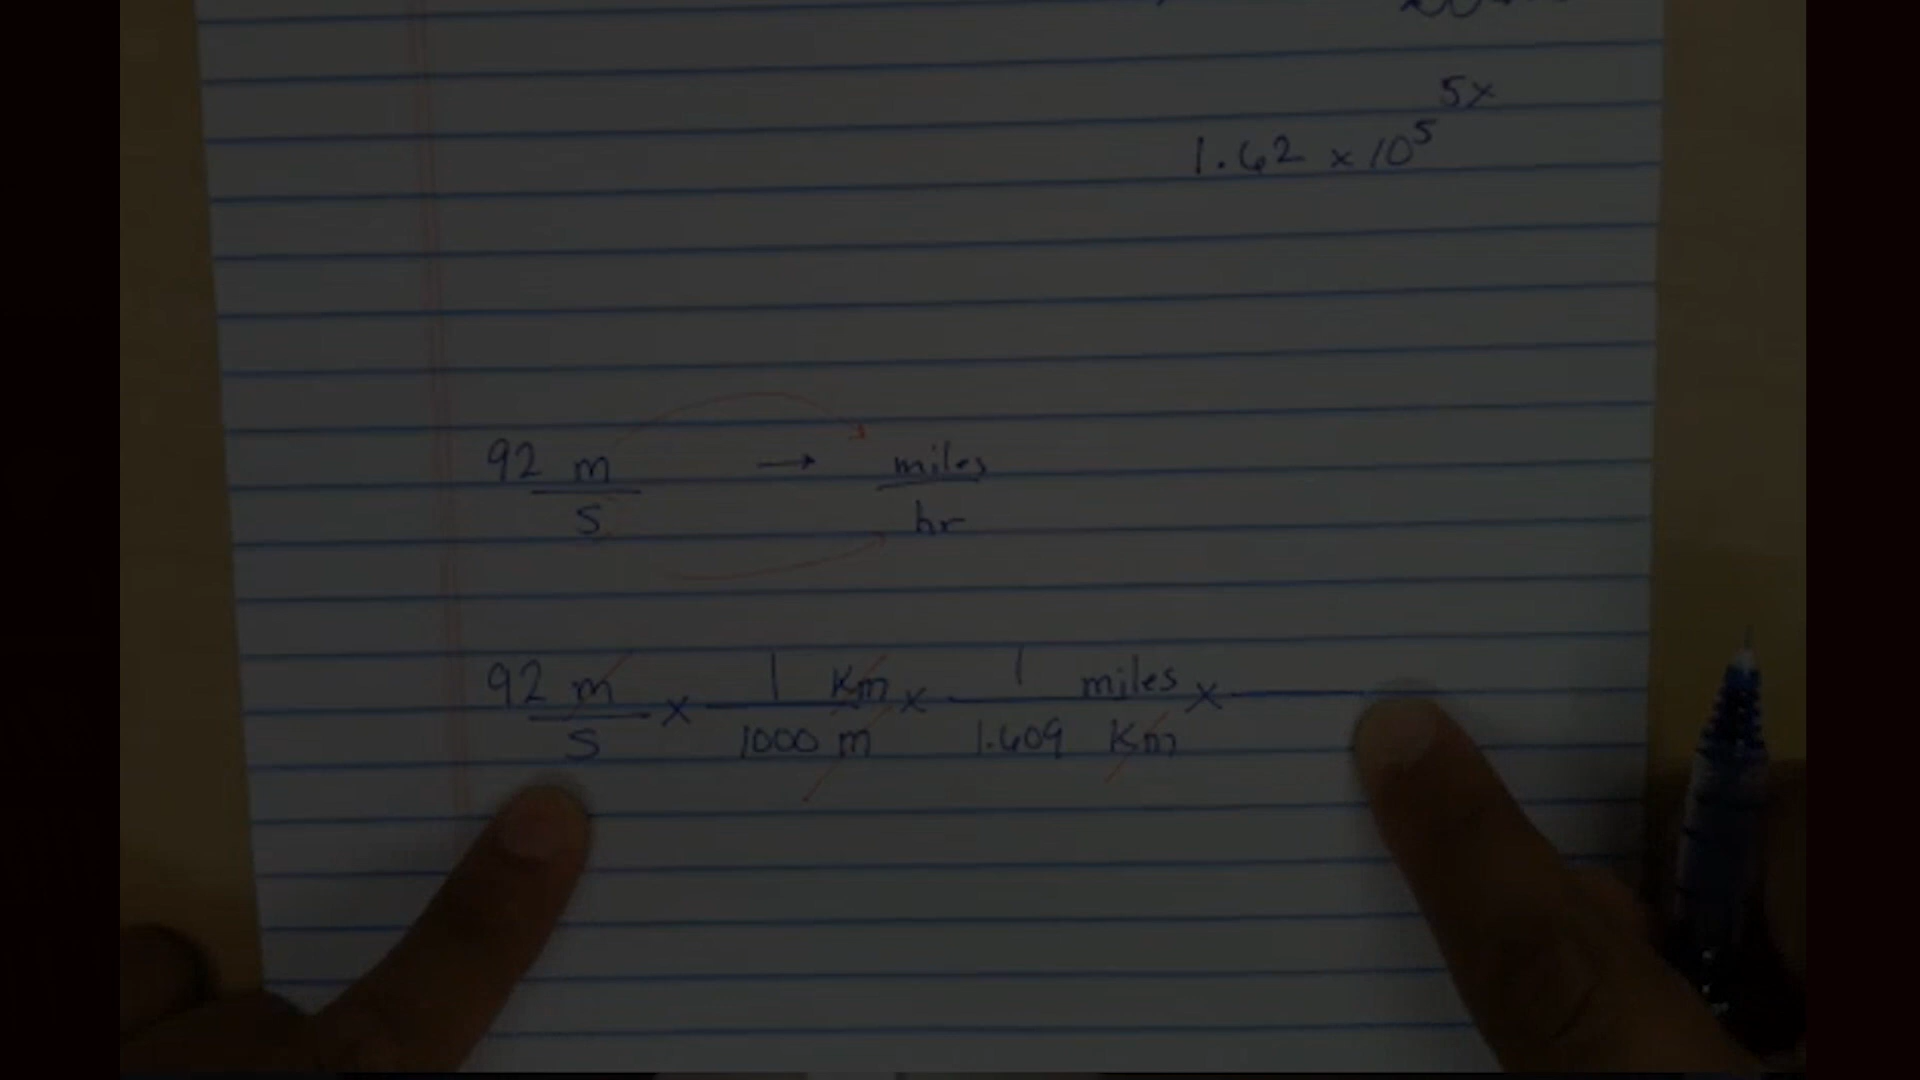 5x
1.62 x 10^5
92 m → miles
s hr
92 m x 1 Km x 1 miles x
s 1000 m 1.609 Km